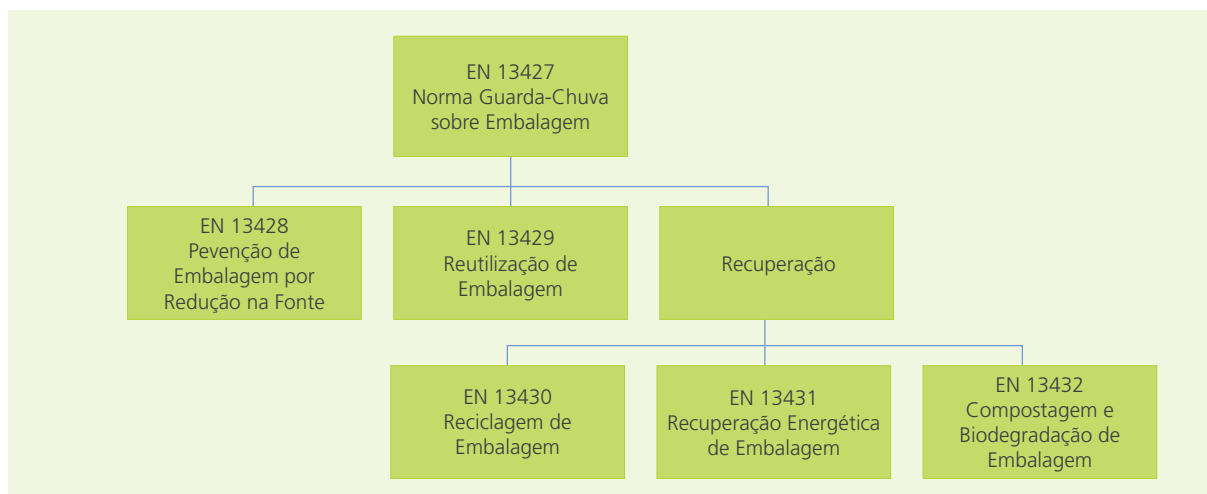 EN 13427
Norma Guarda-Chuva
sobre Embalagem
EN 13428
Pevenção de
Embalagem por
Redução na Fonte
EN 13429
Reutilização de
Embalagem
Recuperação
EN 13430
Reciclagem de
Embalagem
EN 13431
Recuperação Energética
de Embalagem
EN 13432
Compostagem e
Biodegradação de
Embalagem